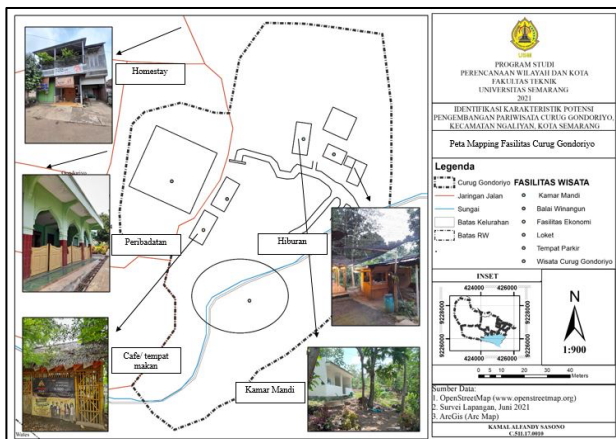 Homestay
Peribadatan
Cafe/ tempat
makan
Hiburan
Kamar Mandi
Water
USM
PROGRAM STUDI
PERENCANAAN WILAYAH DAN KOTA
FAKULTAS TEKNIK
UNIVERSITAS SEMARANG
2021
IDENTIFIKASI KARAKTERISTIK POTENSI
PENGEMBANGAN PARIWISATA CURUG GONDORIYO,
KECAMATAN NGALIYAN, KOTA SEMARANG
Peta Mapping Fasilitas Curug Gondoriyo
Legenda
Curug Gondoriyo
Jaringan Jalan
Sungai
Batas Kelurahan
Batas RW
FASILITAS WISATA
Kamar Mandi
Balai Winangun
Fasilitas Ekonomi
Loket
Tempat Parkir
Wisata Curug Gondoriyo
INSET
424000 426000
9228000
9226000
9228000
9226000
424000 426000
N
1:900
0 5 10 20 30 40
Meters
Sumber Data:
1. OpenStreetMap (www.openstreetmap.org)
2. Survei Lapangan, Juni 2021
3. ArcGis (Arc Map)
KAMAL ALFANDY SASONO
C.511.17.0019